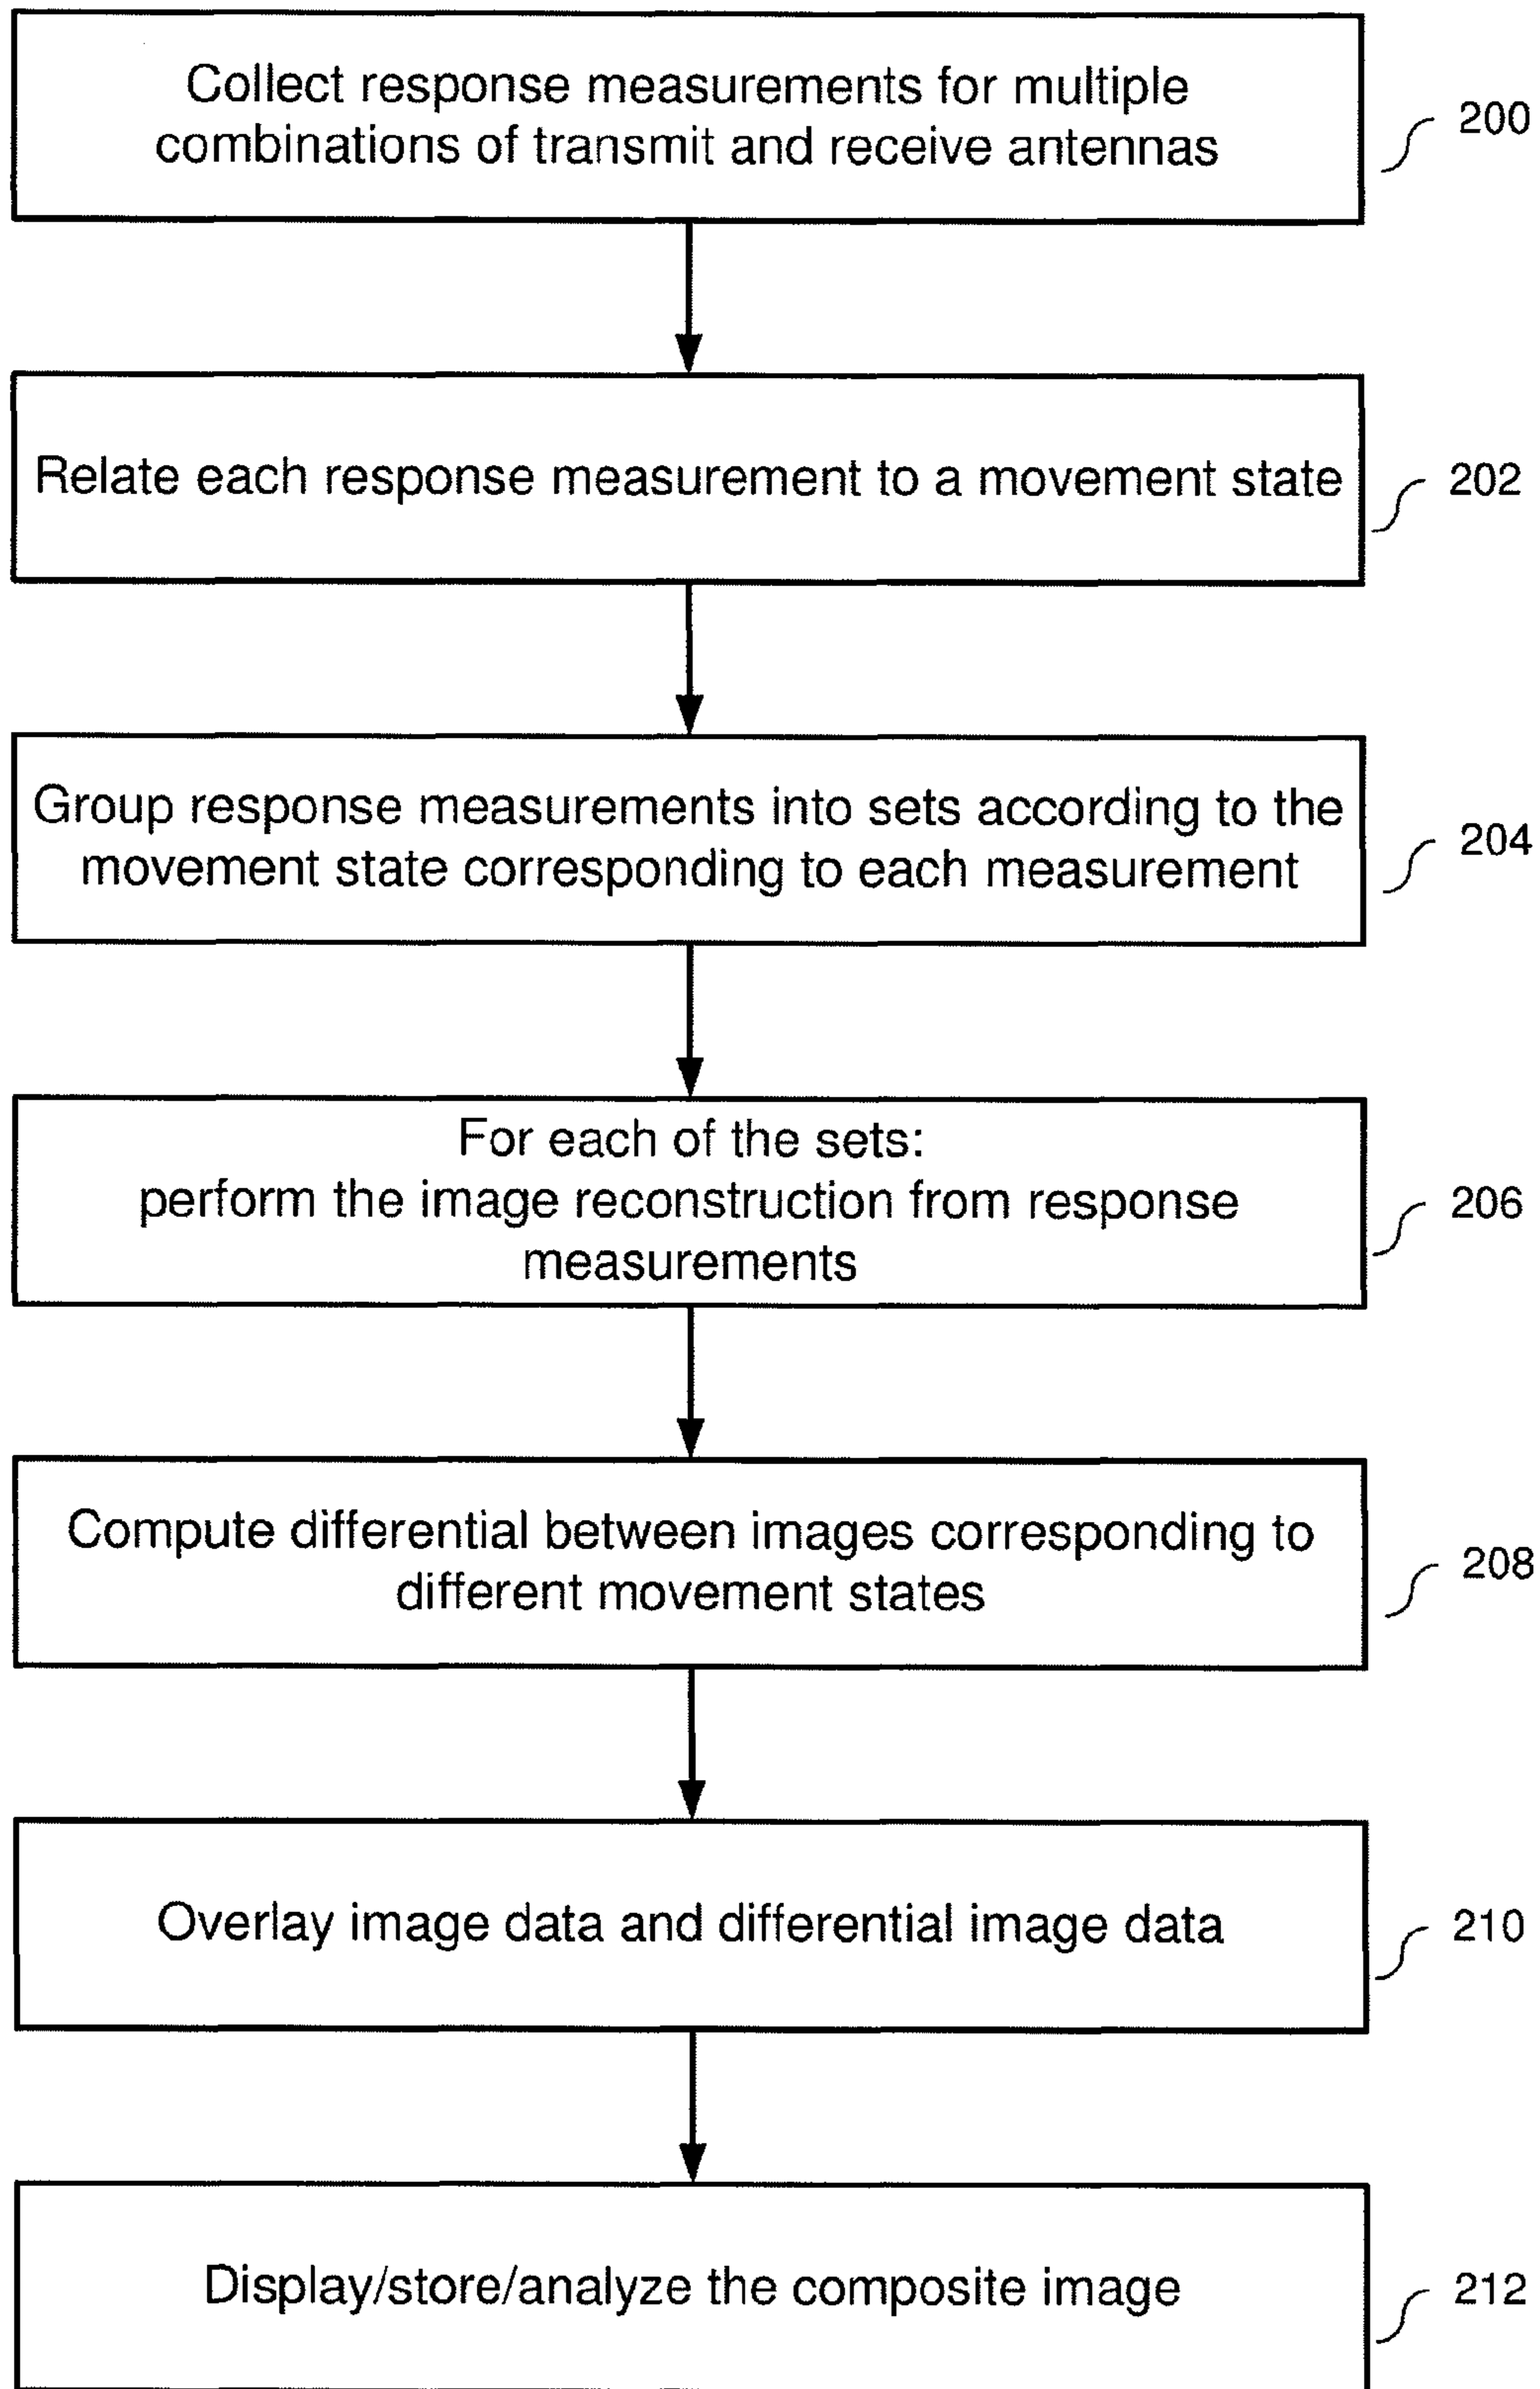 Collect response measurements for multiple
combinations of transmit and receive antennas
200
Relate each response measurement to a movement state
202
Group response measurements into sets according to the
movement state corresponding to each measurement
204
For each of the sets:
perform the image reconstruction from response
measurements
206
Compute differential between images corresponding to
different movement states
208
Overlay image data and differential image data
210
Display/store/analyze the composite image
212